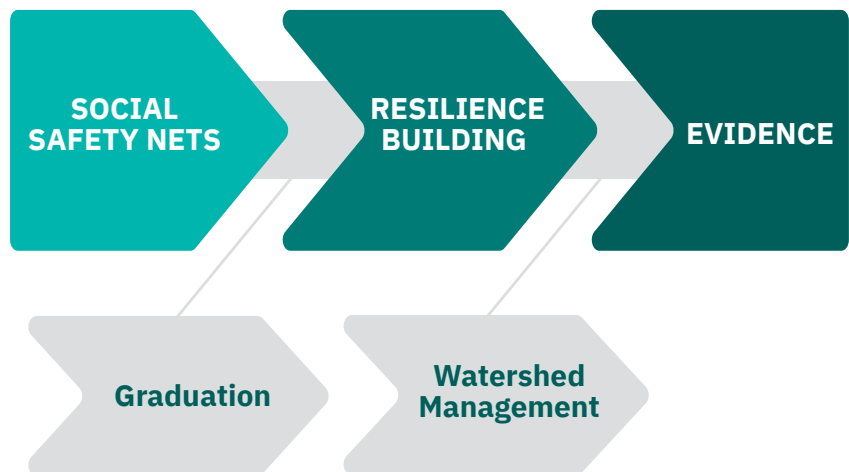 SOCIAL
SAFETY NETS
RESILIENCE
BUILDING
EVIDENCE
Graduation
Watershed
Management